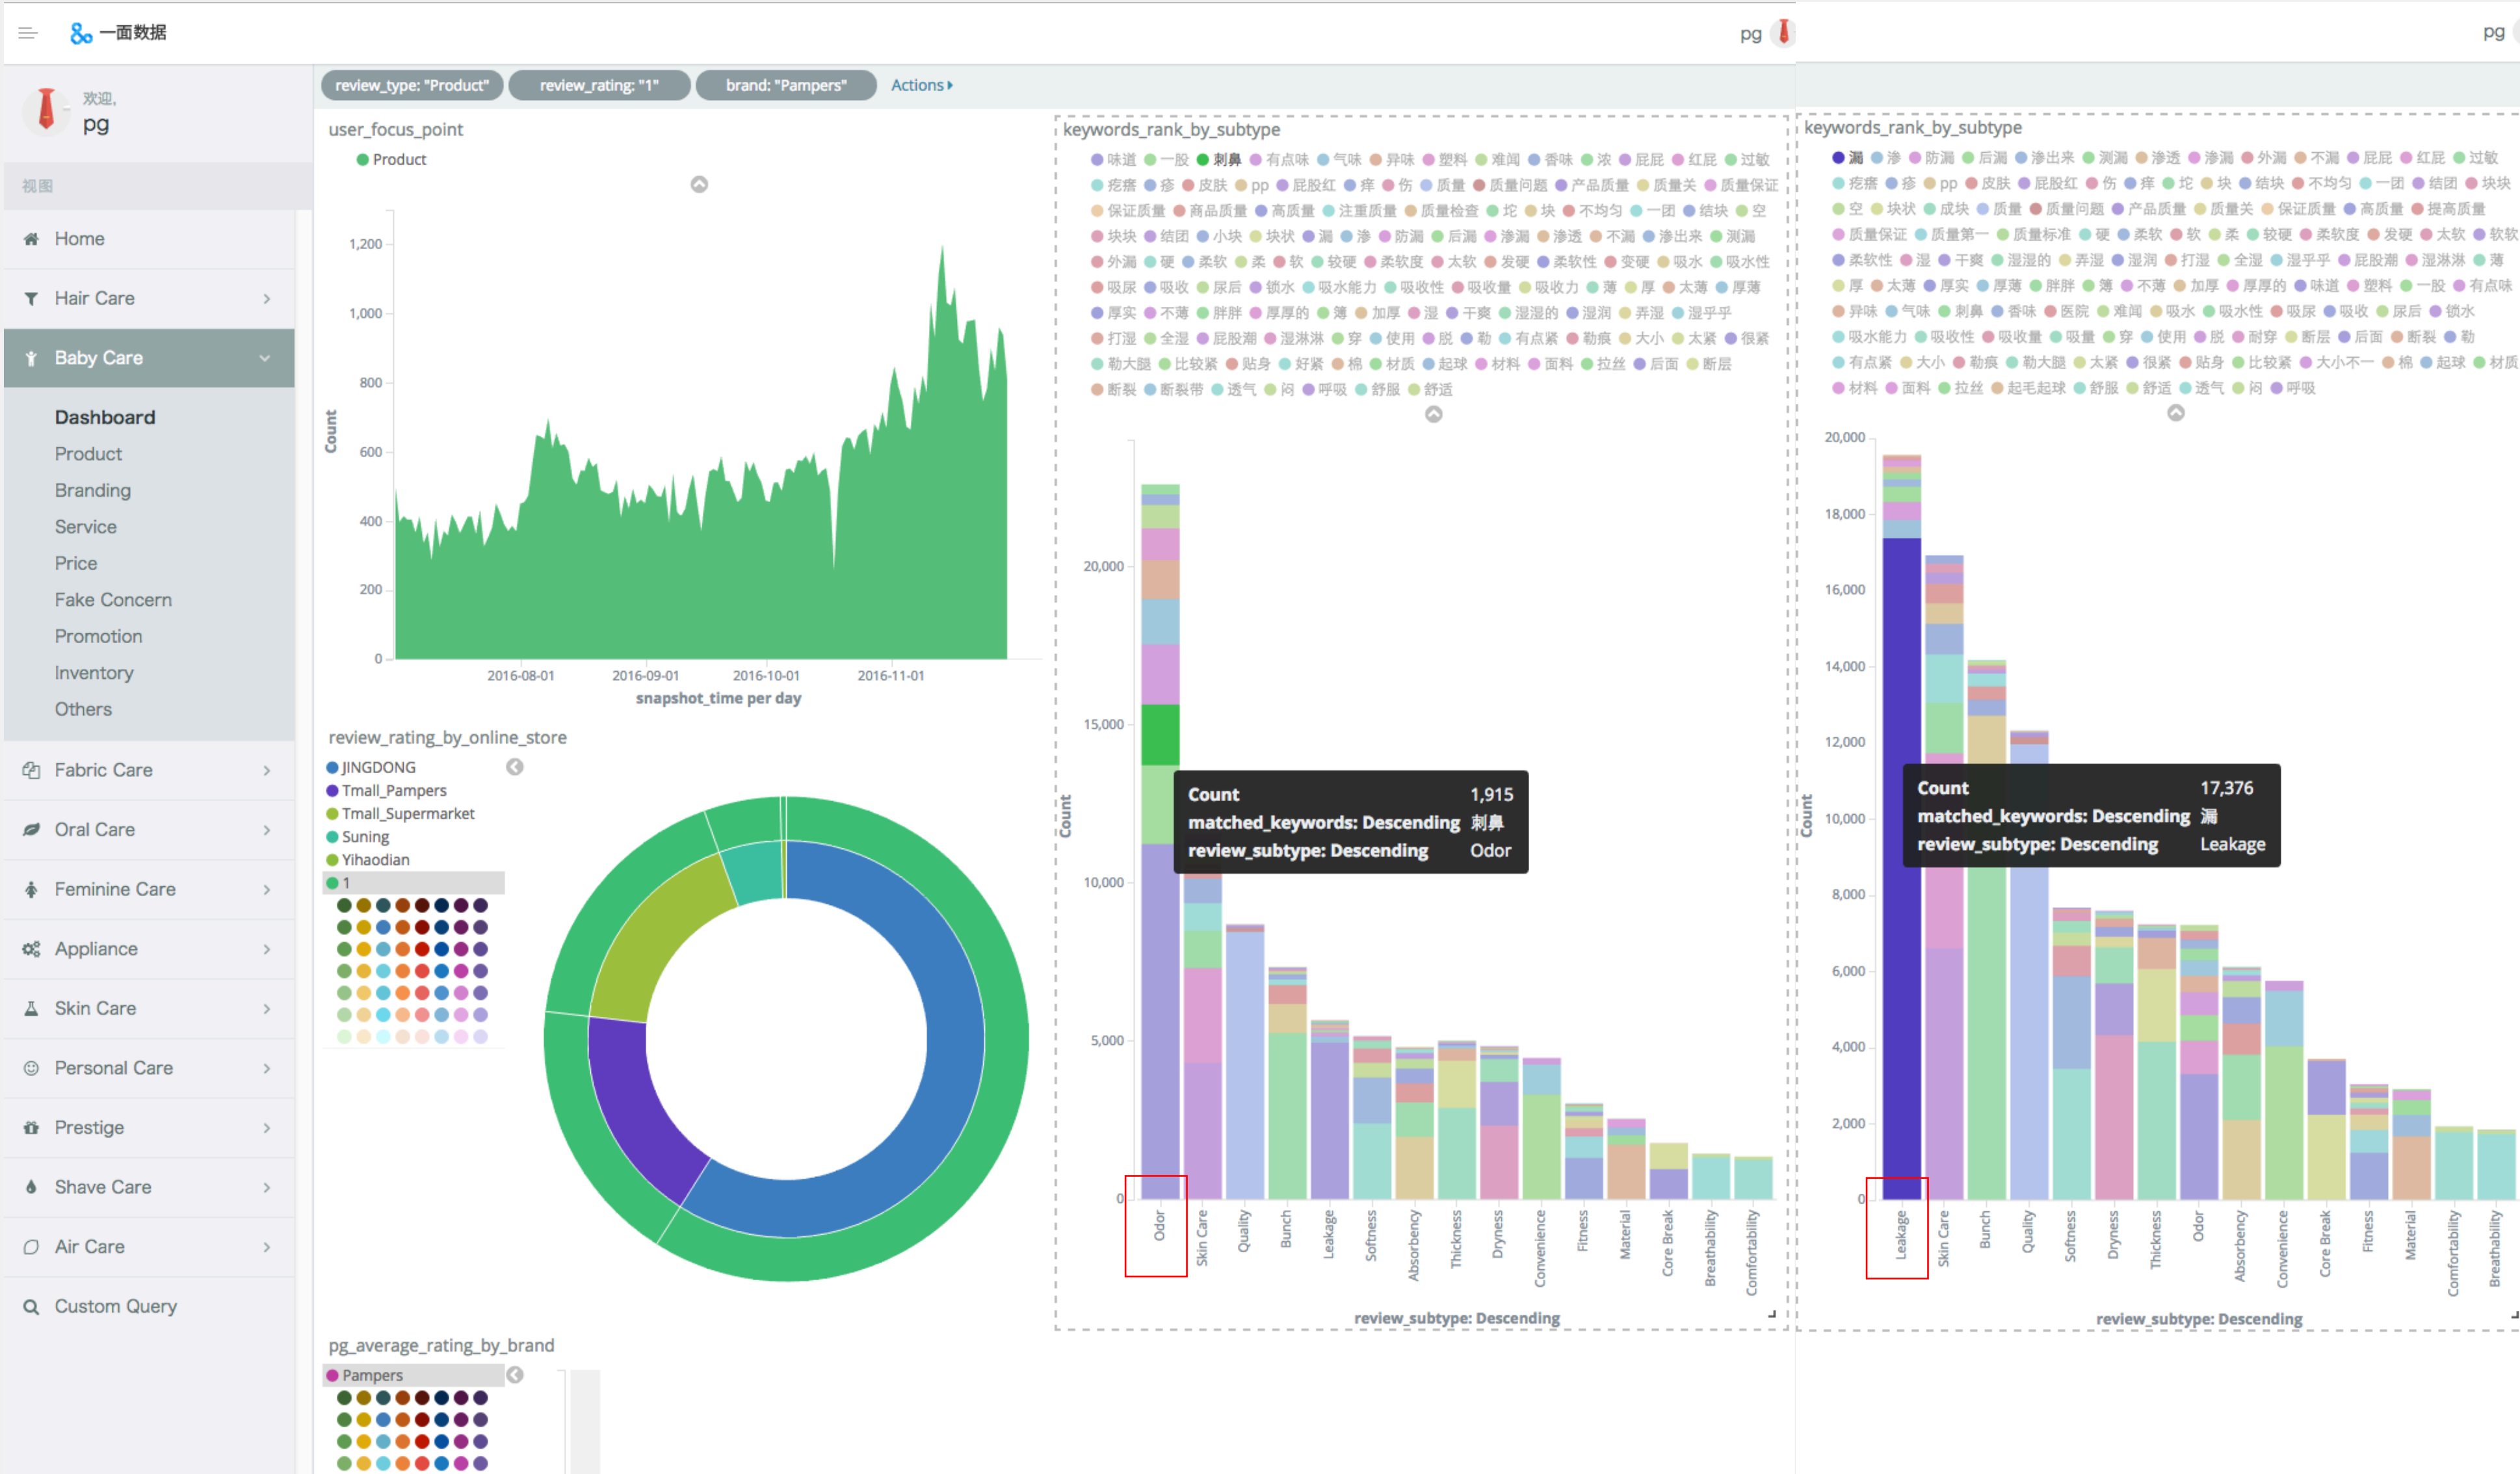 一面数据
pg
pg
欢迎,
pg
视图
Home
Hair Care
Baby Care
Dashboard
Product
Branding
Service
Price
Fake Concern
Promotion
Inventory
Others
Fabric Care
Oral Care
Feminine Care
Appliance
Skin Care
Personal Care
Prestige
Shave Care
Air Care
Custom Query
review_type: "Product"
review_rating: "1"
brand: "Pampers"
Actions
user_focus_point
Product
Count
1,200
1,000
800
600
400
200
0
2016-08-01 2016-09-01 2016-10-01 2016-11-01
snapshot_time per day
review_rating_by_online_store
JINGDONG
Tmall_Pampers
Tmall_Supermarket
Suning
Yihaodian
1
pg_average_rating_by_brand
Pampers
keywords_rank_by_subtype
味道 一股 刺鼻 有点味 气味 异味 塑料 难闻 香味 浓 屁屁 红屁 过敏
疙瘩 疹 皮肤 pp 屁股红 痒 伤 质量 质量问题 产品质量 质量关 质量保证
保证质量 商品质量 高质量 注重质量 质量检查 坨 块 不均匀 一团 结块 空
块块 结团 小块 块状 漏 渗 防漏 后漏 渗漏 渗透 不漏 渗出来 测漏
外漏 硬 柔软 柔 软 较硬 柔软度 太软 发硬 柔软性 变硬 吸水 吸水性
吸尿 吸收 尿后 锁水 吸水能力 吸收性 吸收量 吸收力 薄 厚 太薄 厚薄
厚实 不薄 胖胖 厚厚的 簿 加厚 湿 干爽 湿湿的 湿润 弄湿 湿乎乎
打湿 全湿 屁股潮 湿淋淋 穿 使用 脱 勒 有点紧 勒痕 大小 太紧 很紧
勒大腿 比较紧 贴身 好紧 棉 材质 起球 材料 面料 拉丝 后面 断层
断裂 断裂带 透气 闷 呼吸 舒服 舒适
Count
20,000
15,000
10,000
5,000
0
Count 1,915
matched_keywords: Descending 刺鼻
review_subtype: Descending Odor
Odor
Skin Care
Quality
Bunch
Leakage
Softness
Absorbency
Thickness
Dryness
Convenience
Fitness
Material
Core Break
Breathability
Comfortability
review_subtype: Descending
keywords_rank_by_subtype
漏 渗 防漏 后漏 渗出来 测漏 渗透 渗漏 外漏 不漏 屁屁 红屁 过敏
疙瘩 疹 pp 皮肤 屁股红 伤 痒 坨 块 结块 不均匀 一团 结团 块块
空 块状 成块 质量 质量问题 产品质量 质量关 保证质量 高质量 提高质量
质量保证 质量第一 质量标准 硬 柔软 软 柔 较硬 柔软度 发硬 太软 软软
柔软性 湿 干爽 湿湿的 弄湿 湿润 打湿 全湿 湿乎乎 屁股潮 湿淋淋 薄
厚 太薄 厚实 厚薄 胖胖 簿 不薄 加厚 厚厚的 味道 塑料 一股 有点味
异味 气味 刺鼻 香味 医院 难闻 吸水 吸水性 吸尿 吸收 尿后 锁水
吸水能力 吸收性 吸收量 吸量 穿 使用 脱 耐穿 断层 后面 断裂 勒
有点紧 大小 勒痕 勒大腿 太紧 很紧 贴身 比较紧 大小不一 棉 起球 材质
材料 面料 拉丝 起毛起球 舒服 舒适 透气 闷 呼吸
Count
20,000
18,000
16,000
14,000
12,000
10,000
8,000
6,000
4,000
2,000
0
Count 17,376
matched_keywords: Descending 漏
review_subtype: Descending Leakage
Leakage
Skin Care
Bunch
Quality
Softness
Dryness
Thickness
Odor
Absorbency
Convenience
Core Break
Fitness
Material
Comfortability
Breathability
review_subtype: Descending